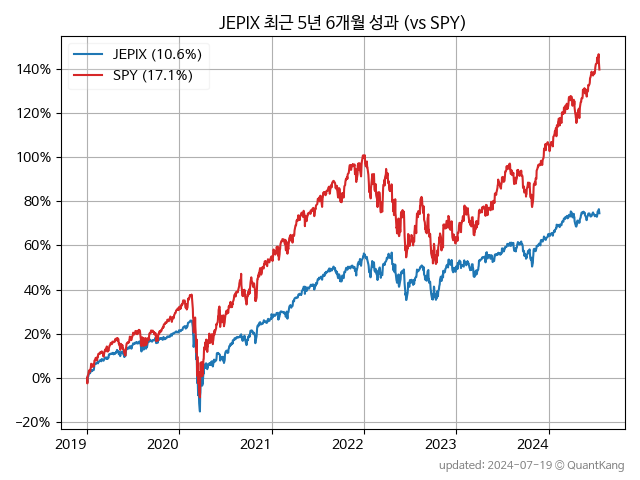 JEPIX 최근 5년 6개월 성과 (vs SPY)
JEPIX (10.6%)
SPY (17.1%)
140%
120%
100%
80%
60%
40%
20%
0%
−20%
2019 2020 2021 2022 2023 2024
updated: 2024-07-19 © QuantKang